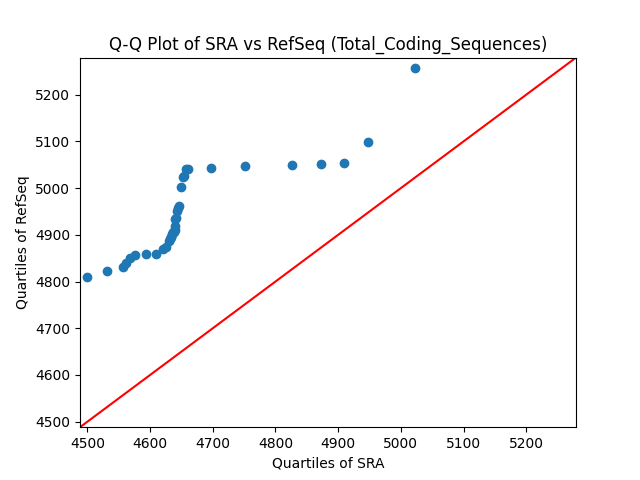 Q-Q Plot of SRA vs RefSeq (Total_Coding_Sequences)
Quartiles of RefSeq
5200
5100
5000
4900
4800
4700
4600
4500
4500 4600 4700 4800 4900 5000 5100 5200
Quartiles of SRA